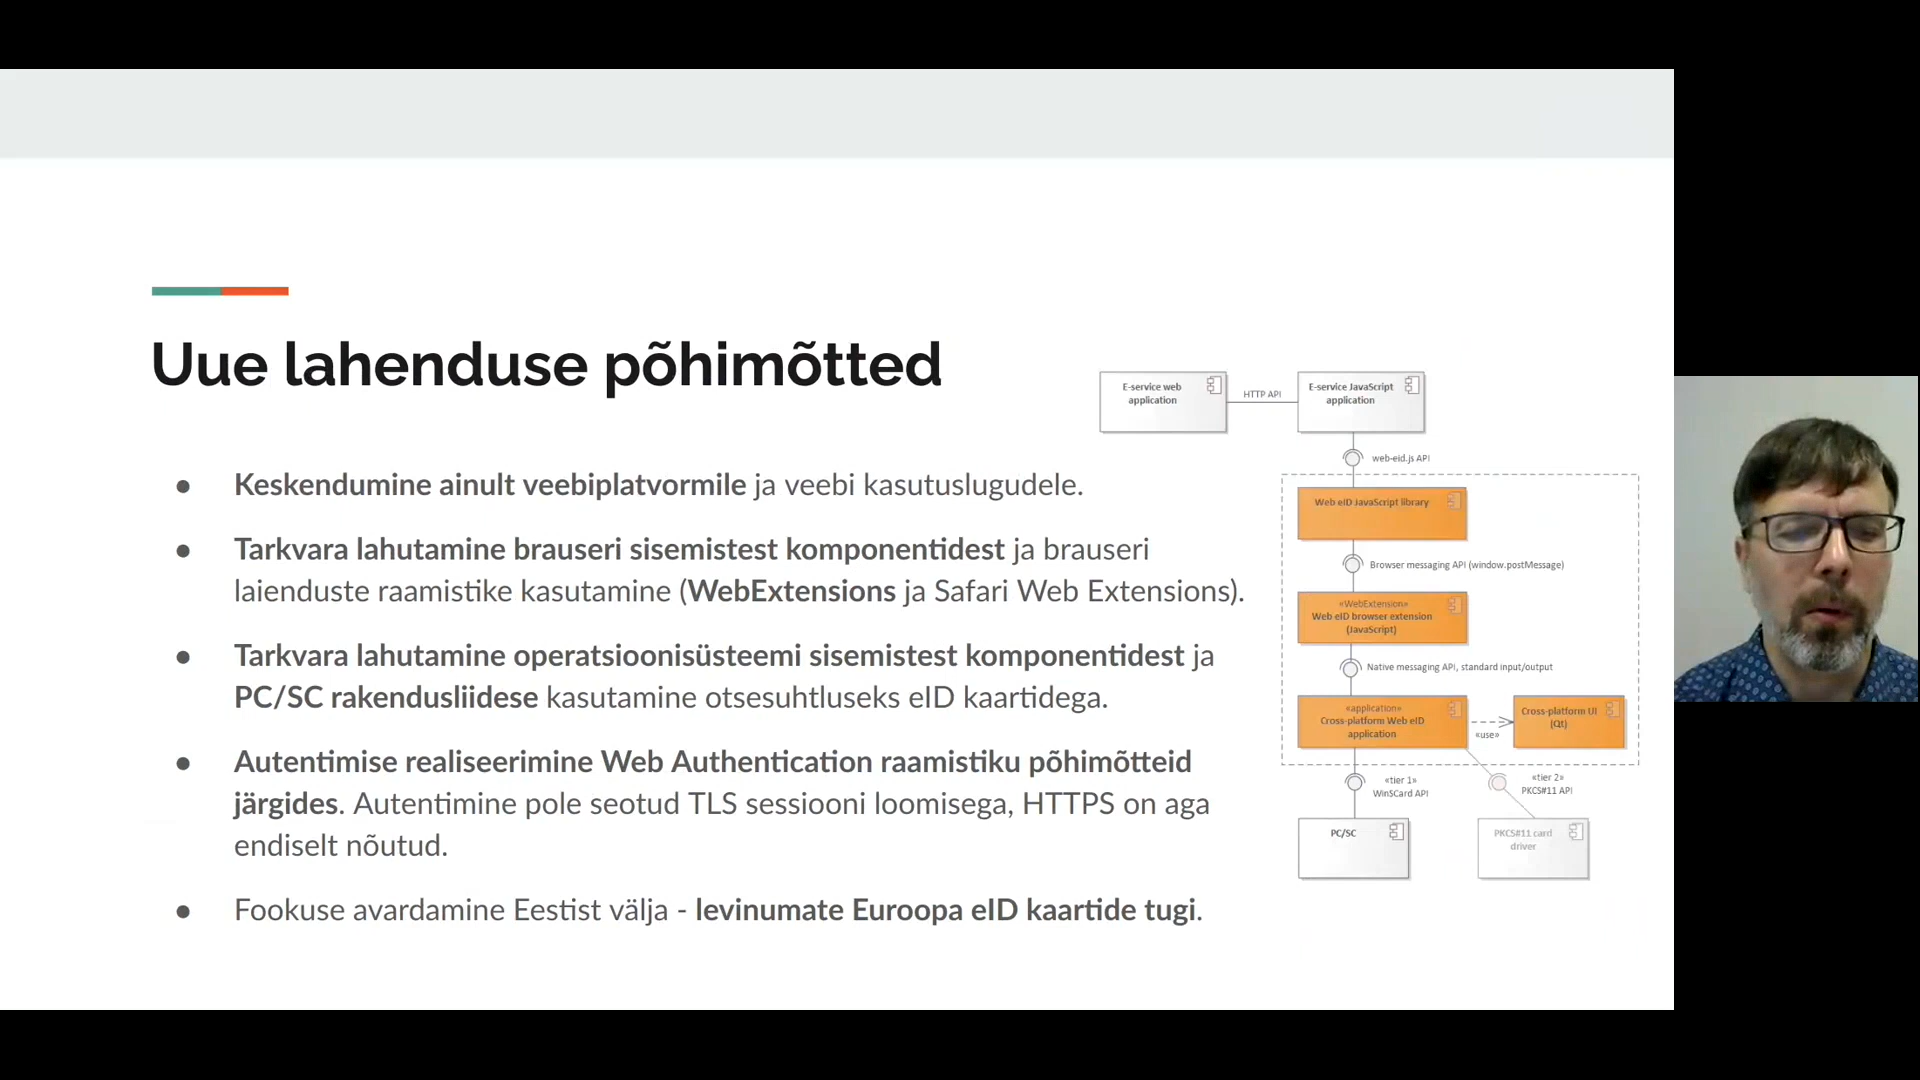 Uue lahenduse põhimõtted
● Keskendumine ainult veebiplatvormile ja veebi kasutuslugudele.
● Tarkvara lahutamine brauseri sisemistest komponentidest ja brauseri
laienduste raamistike kasutamine (WebExtensions ja Safari Web Extensions).
● Tarkvara lahutamine operatsioonisüsteemi sisemistest komponentidest ja
PC/SC rakendusliidese kasutamine otsesuhtluseks eID kaartidega.
● Autentimise realiseerimine Web Authentication raamistiku põhimõtteid
järgides. Autentimine pole seotud TLS sessiooni loomisega, HTTPS on aga
endiselt nõutud.
● Fookuse avardamine Eestist välja - levinumate Euroopa eID kaartide tugi.
E-service web
application
HTTP API
E-service JavaScript
application
web-eid.js API
Web eID JavaScript library
Browser messaging API (window.postMessage)
«WebExtension»
Web eID browser extension
(JavaScript)
Native messaging API, standard input/output
«application»
Cross-platform Web eID
application
«use»
Cross-platform UI
(Qt)
«tier 1»
WinSCard API
«tier 2»
PKCS#11 API
PC/SC
PKCS#11 card
driver